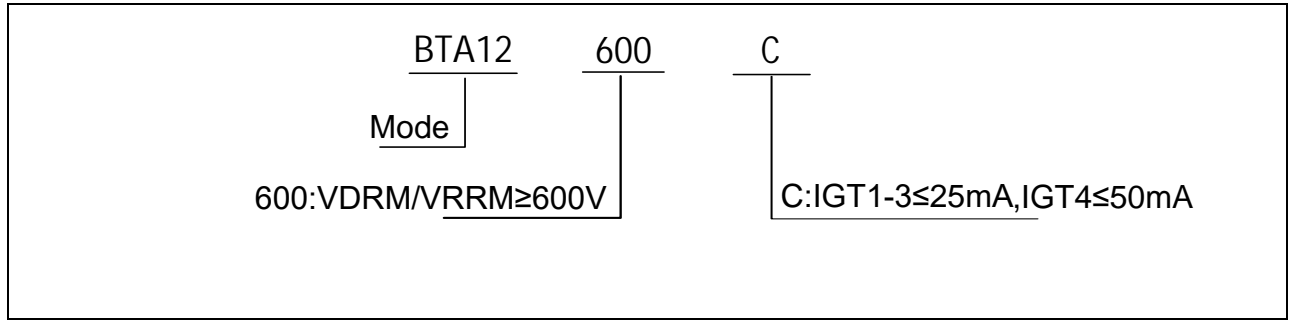 BTA12 600 C
Mode
600:VDRM/VRRM≥600V C:IGT1-3≤25mA,IGT4≤50mA